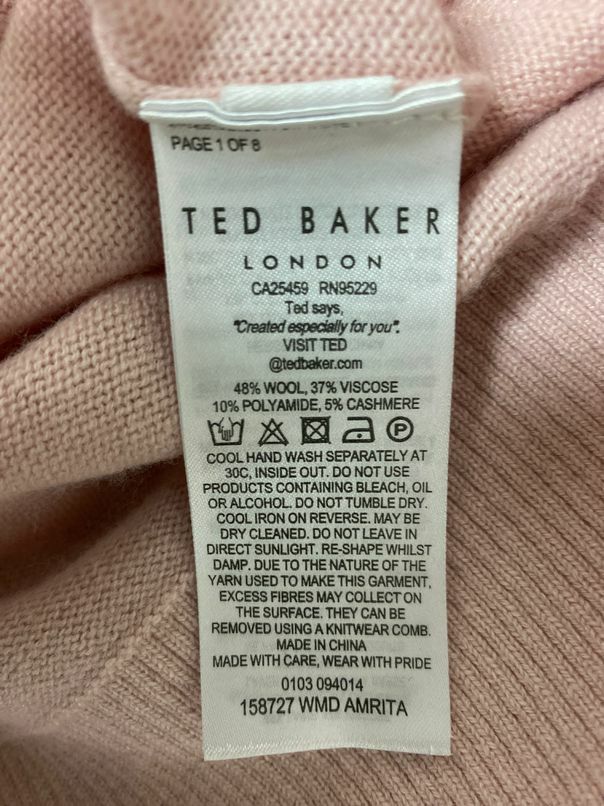 PAGE 1 OF 8
TED BAKER
LONDON
CA25459 RN95229
Ted says,
"Created especially for you".
VISIT TED
@tedbaker.com
48% WOOL, 37% VISCOSE
10% POLYAMIDE, 5% CASHMERE
P
COOL HAND WASH SEPARATELY AT
30C, INSIDE OUT. DO NOT USE
PRODUCTS CONTAINING BLEACH, OIL
OR ALCOHOL. DO NOT TUMBLE DRY.
COOL IRON ON REVERSE. MAY BE
DRY CLEANED. DO NOT LEAVE IN
DIRECT SUNLIGHT. RE-SHAPE WHILST
DAMP. DUE TO THE NATURE OF THE
YARN USED TO MAKE THIS GARMENT,
EXCESS FIBRES MAY COLLECT ON
THE SURFACE. THEY CAN BE
REMOVED USING A KNITWEAR COMB.
MADE IN CHINA
MADE WITH CARE, WEAR WITH PRIDE
0103 094014
158727 WMD AMRITA